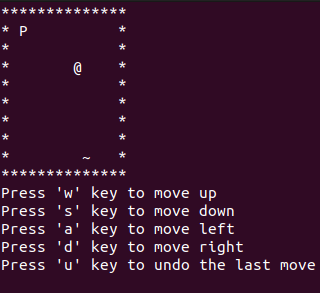 **************
* P          *
*            *
*       @    *
*            *
*            *
*            *
*            *
*        ~   *
**************
Press 'w' key to move up
Press 's' key to move down
Press 'a' key to move left
Press 'd' key to move right
Press 'u' key to undo the last move